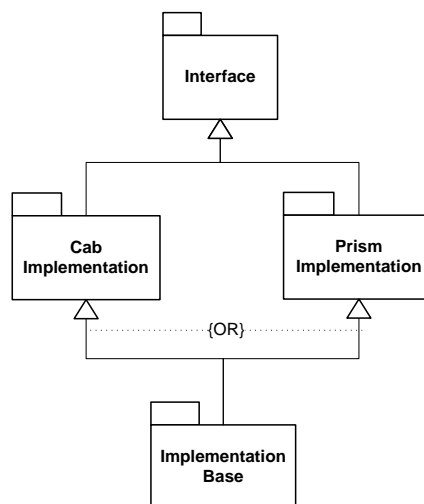 Interface
Cab
Implementation
Prism
Implementation
{OR}
Implementation
Base